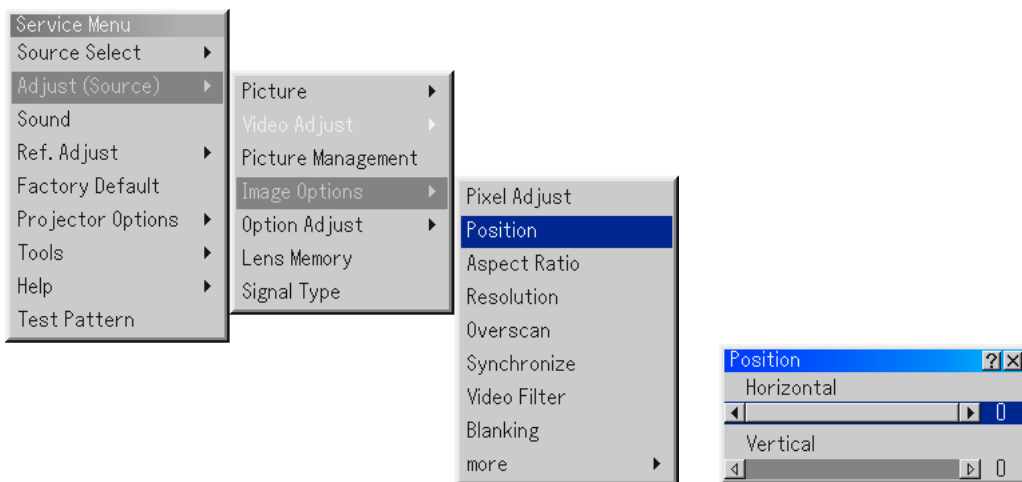 Service Menu
Source Select
Adjust (Source)
Sound
Ref. Adjust
Factory Default
Projector Options
Tools
Help
Test Pattern
Picture
Video Adjust
Picture Management
Image Options
Option Adjust
Lens Memory
Signal Type
Pixel Adjust
Position
Aspect Ratio
Resolution
Overscan
Synchronize
Video Filter
Blanking
more
Position ?
Horizontal
0
Vertical
0